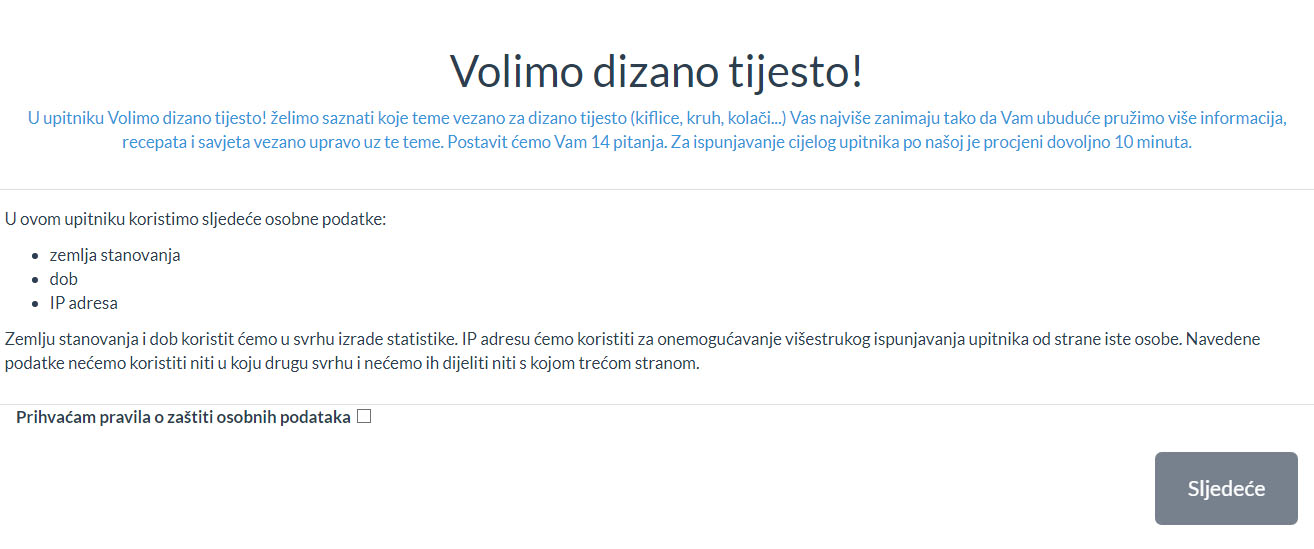 Volimo dizano tijesto!
U upitniku Volimo dizano tijesto! želimo saznati koje teme vezano za dizano tijesto (kiflice, kruh, kolači...) Vas najviše zanimaju tako da Vam ubuduće pružimo više informacija,
recepata i savjeta vezano upravo uz te teme. Postavit ćemo Vam 14 pitanja. Za ispunjavanje cijelog upitnika po našoj je procjeni dovoljno 10 minuta.
U ovom upitniku koristimo sljedeće osobne podatke:
• zemlja stanovanja
• dob
• IP adresa
Zemlju stanovanja i dob koristit ćemo u svrhu izrade statistike. IP adresu ćemo koristiti za onemogućavanje višestrukog ispunjavanja upitnika od strane iste osobe. Navedene
podatke nećemo koristiti niti u koju drugu svrhu i nećemo ih dijeliti niti s kojom trećom stranom.
Prihvaćam pravila o zaštiti osobnih podataka
Sljedeće